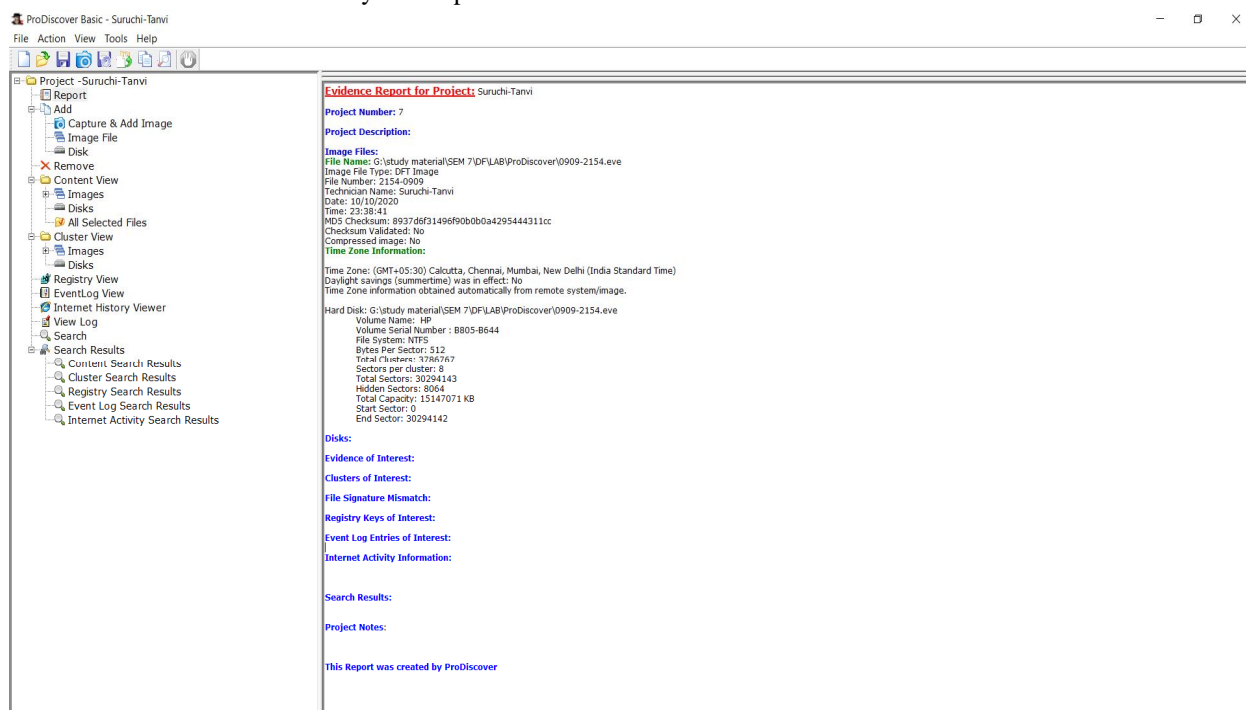 ProDiscover Basic - Suruchi-Tanvi
File Action View Tools Help
Project -Suruchi-Tanvi
Report
Add
Capture & Add Image
Image File
Disk
Remove
Content View
Images
Disks
All Selected Files
Cluster View
Images
Disks
Registry View
EventLog View
Internet History Viewer
View Log
Search
Search Results
Content Search Results
Cluster Search Results
Registry Search Results
Event Log Search Results
Internet Activity Search Results
Evidence Report for Project: Suruchi-Tanvi
Project Number: 7
Project Description:
Image Files:
File Name: G:\study material\SEM 7\DF\LAB\ProDiscover\0909-2154.eve
Image File Type: DFT Image
File Number: 2154-0909
Technician Name: Suruchi-Tanvi
Date: 10/10/2020
Time: 23:38:41
MD5 Checksum: 8937d6f31496f90b0b0a4295444311cc
Checksum Validated: No
Compressed image: No
Time Zone Information:
Time Zone: (GMT+05:30) Calcutta, Chennai, Mumbai, New Delhi (India Standard Time)
Daylight savings (summertime) was in effect: No
Time Zone information obtained automatically from remote system/image.
Hard Disk: G:\study material\SEM 7\DF\LAB\ProDiscover\0909-2154.eve
Volume Name: HP
Volume Serial Number : B805-B644
File System: NTFS
Bytes Per Sector: 512
Total Clusters: 3786767
Sectors per cluster: 8
Total Sectors: 30294143
Hidden Sectors: 8064
Total Capacity: 15147071 KB
Start Sector: 0
End Sector: 30294142
Disks:
Evidence of Interest:
Clusters of Interest:
File Signature Mismatch:
Registry Keys of Interest:
Event Log Entries of Interest:
Internet Activity Information:
Search Results:
Project Notes:
This Report was created by ProDiscover